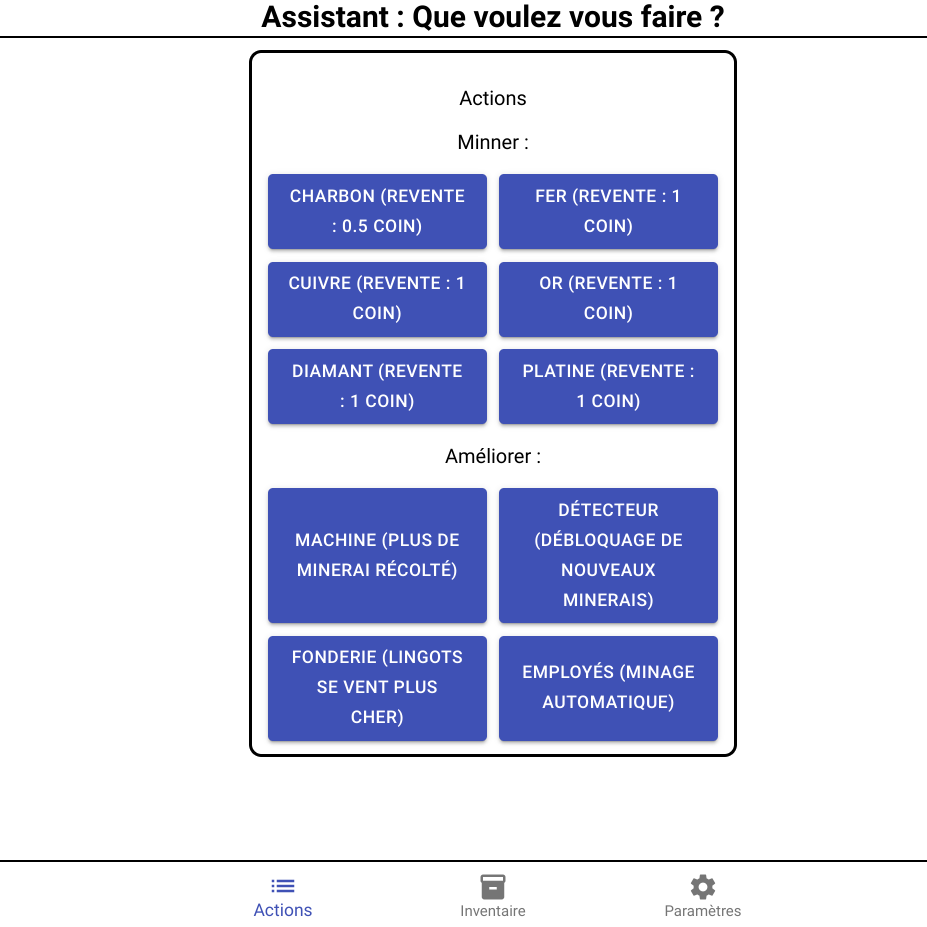 Assistant : Que voulez vous faire ?
Actions
Minner :
CHARBON (REVENTE
: 0.5 COIN)
FER (REVENTE : 1
COIN)
CUIVRE (REVENTE : 1
COIN)
OR (REVENTE : 1
COIN)
DIAMANT (REVENTE
: 1 COIN)
PLATINE (REVENTE :
1 COIN)
Améliorer :
MACHINE (PLUS DE
MINERAI RÉCOLTÉ)
DÉTECTEUR
(DÉBLOQUAGE DE
NOUVEAUX
MINERAIS)
FONDERIE (LINGOTS
SE VENT PLUS
CHER)
EMPLOYÉS (MINAGE
AUTOMATIQUE)
Actions
Inventaire
Paramètres